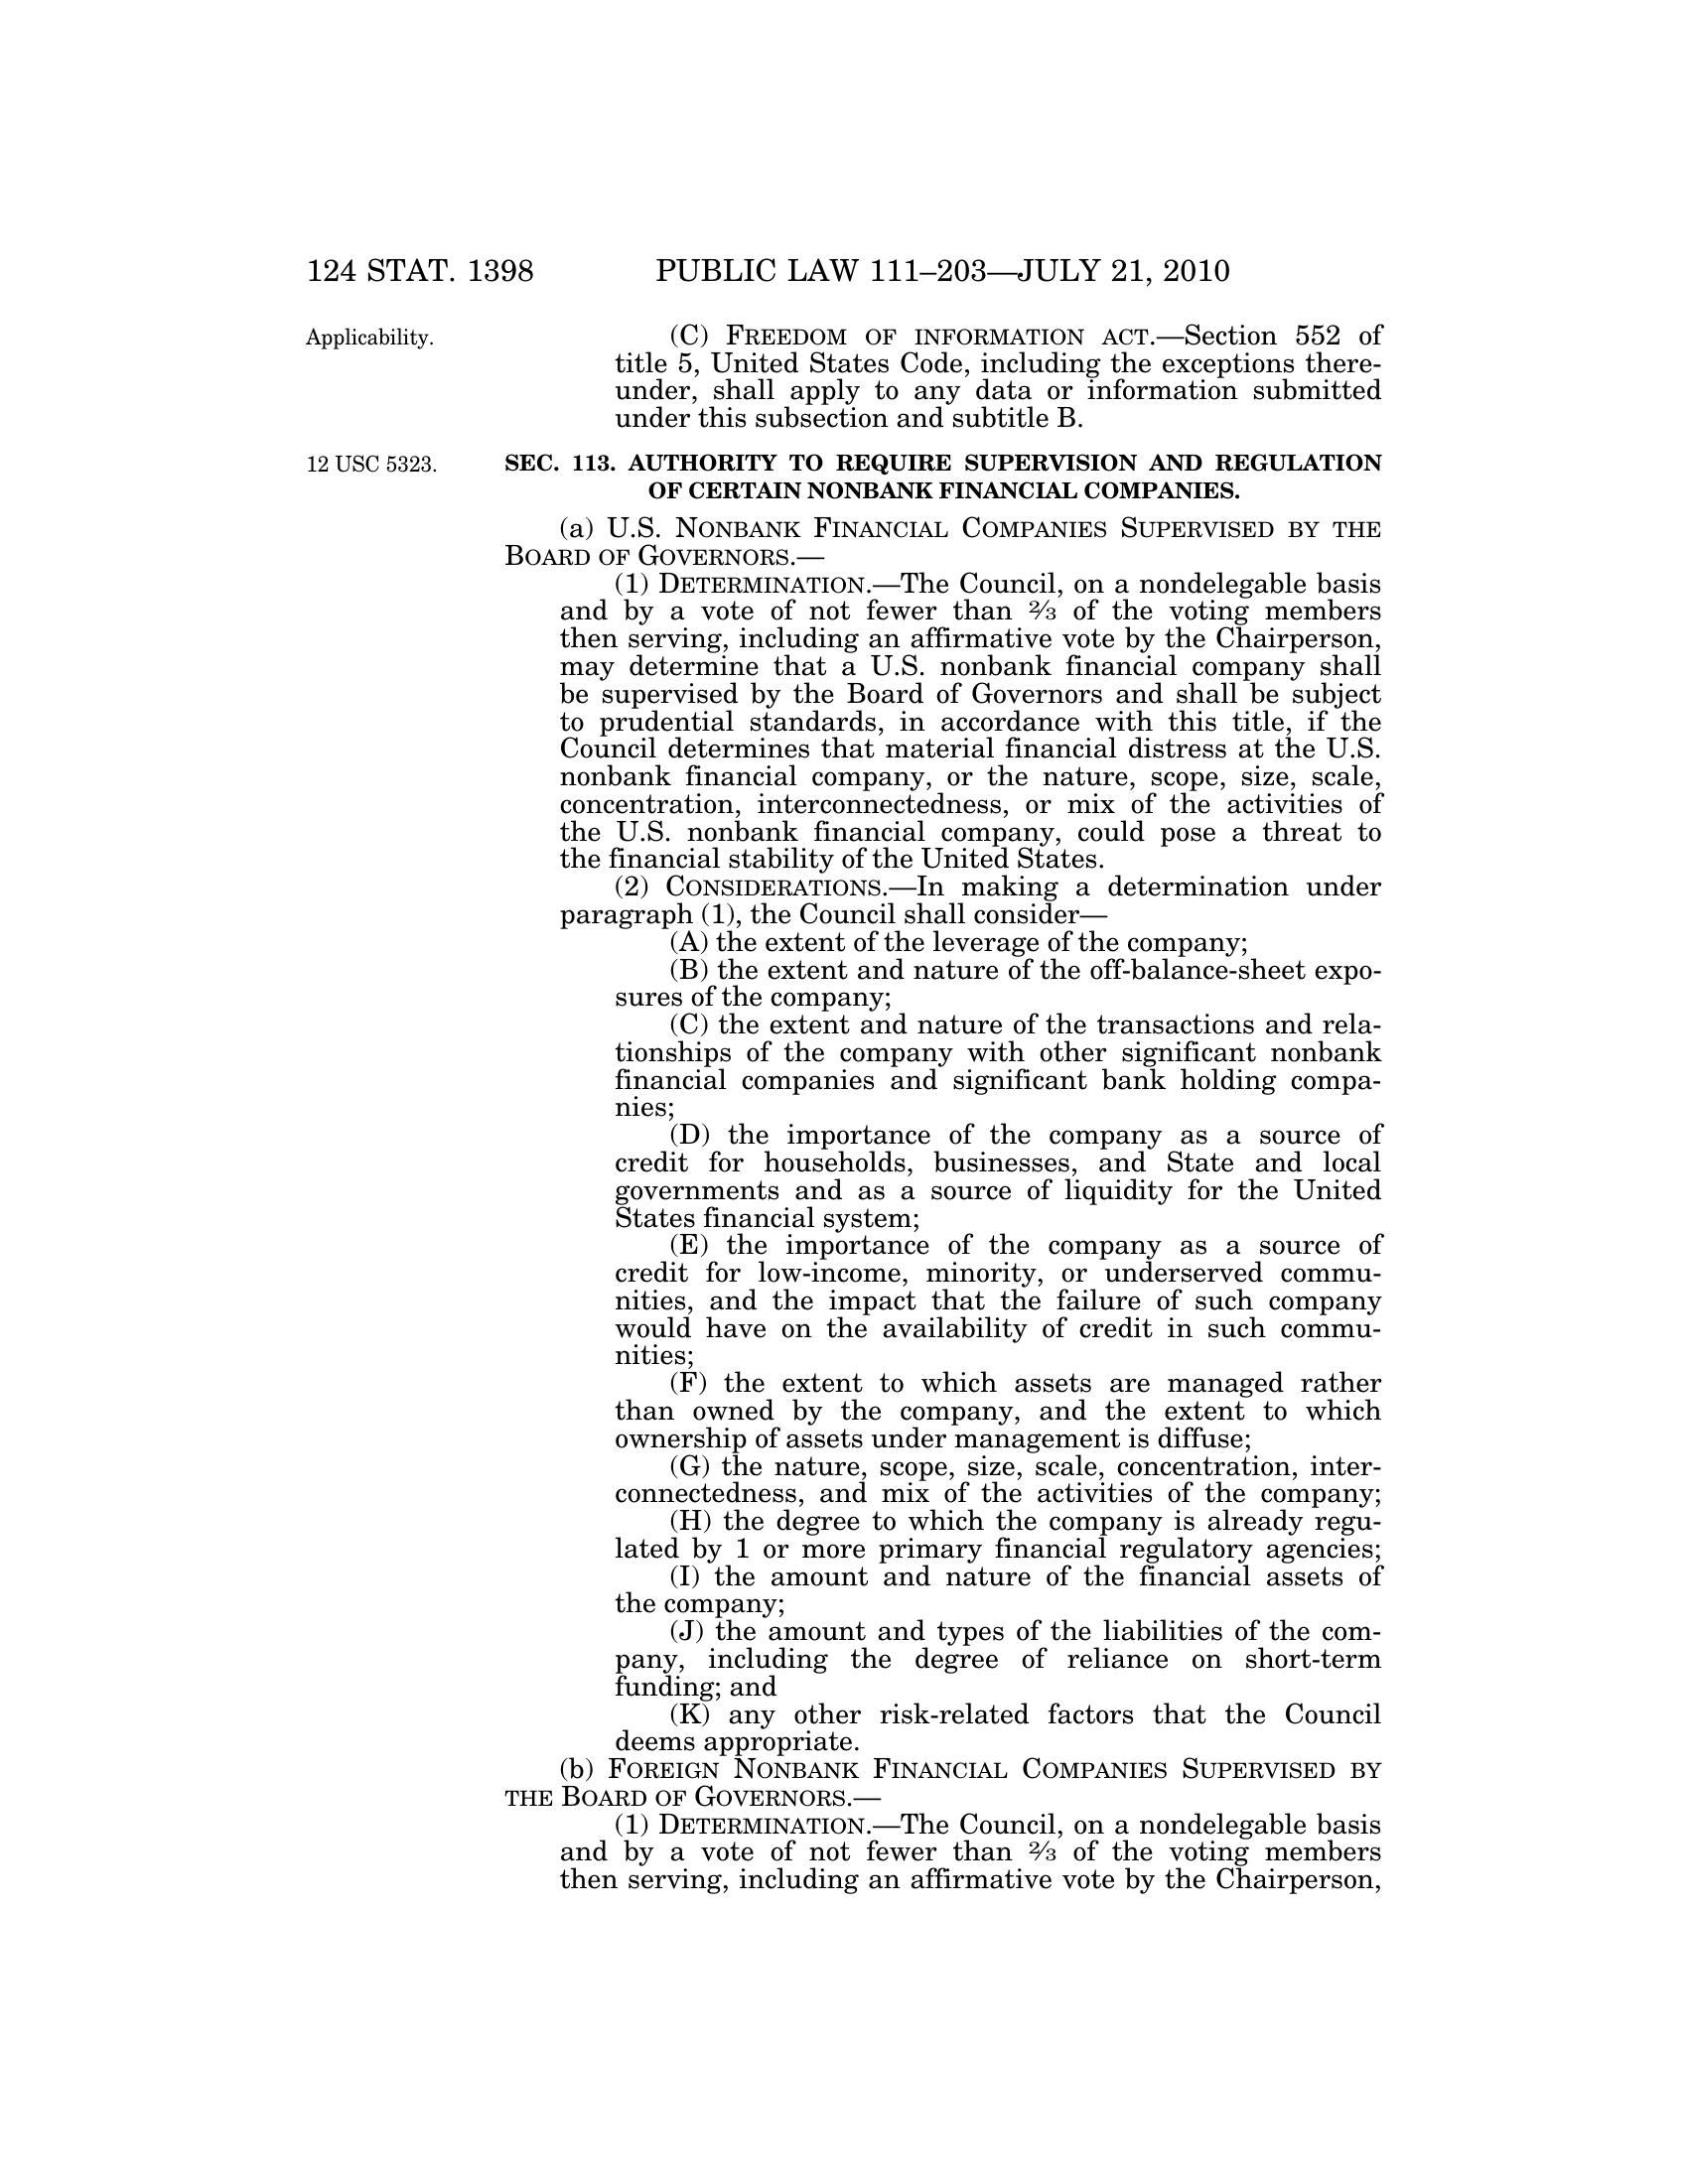 124 STAT. 1398 PUBLIC LAW 111–203—JULY 21, 2010
Applicability.
(C) FREEDOM OF INFORMATION ACT.—Section 552 of
title 5, United States Code, including the exceptions there-
under, shall apply to any data or information submitted
under this subsection and subtitle B.
12 USC 5323.
SEC. 113. AUTHORITY TO REQUIRE SUPERVISION AND REGULATION
OF CERTAIN NONBANK FINANCIAL COMPANIES.
(a) U.S. NONBANK FINANCIAL COMPANIES SUPERVISED BY THE
BOARD OF GOVERNORS.—
(1) DETERMINATION.—The Council, on a nondelegable basis
and by a vote of not fewer than 2⁄3 of the voting members
then serving, including an affirmative vote by the Chairperson,
may determine that a U.S. nonbank financial company shall
be supervised by the Board of Governors and shall be subject
to prudential standards, in accordance with this title, if the
Council determines that material financial distress at the U.S.
nonbank financial company, or the nature, scope, size, scale,
concentration, interconnectedness, or mix of the activities of
the U.S. nonbank financial company, could pose a threat to
the financial stability of the United States.
(2) CONSIDERATIONS.—In making a determination under
paragraph (1), the Council shall consider—
(A) the extent of the leverage of the company;
(B) the extent and nature of the off-balance-sheet expo-
sures of the company;
(C) the extent and nature of the transactions and rela-
tionships of the company with other significant nonbank
financial companies and significant bank holding compa-
nies;
(D) the importance of the company as a source of
credit for households, businesses, and State and local
governments and as a source of liquidity for the United
States financial system;
(E) the importance of the company as a source of
credit for low-income, minority, or underserved commu-
nities, and the impact that the failure of such company
would have on the availability of credit in such commu-
nities;
(F) the extent to which assets are managed rather
than owned by the company, and the extent to which
ownership of assets under management is diffuse;
(G) the nature, scope, size, scale, concentration, inter-
connectedness, and mix of the activities of the company;
(H) the degree to which the company is already regu-
lated by 1 or more primary financial regulatory agencies;
(I) the amount and nature of the financial assets of
the company;
(J) the amount and types of the liabilities of the com-
pany, including the degree of reliance on short-term
funding; and
(K) any other risk-related factors that the Council
deems appropriate.
(b) FOREIGN NONBANK FINANCIAL COMPANIES SUPERVISED BY
THE BOARD OF GOVERNORS.—
(1) DETERMINATION.—The Council, on a nondelegable basis
and by a vote of not fewer than 2⁄3 of the voting members
then serving, including an affirmative vote by the Chairperson,